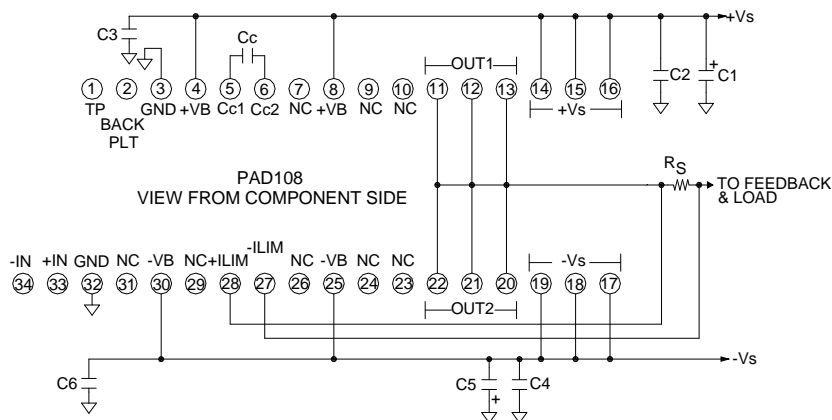 +Vs
C3
Cc
C2
+
C1
OUT1
1 2 3 4 5 6 7 8 9 10 11 12 13 14 15 16
TP
BACK
PLT
GND +VB Cc1 Cc2 NC +VB NC NC
+Vs
PAD108
VIEW FROM COMPONENT SIDE
RS
TO FEEDBACK
& LOAD
-IN +IN GND NC -VB NC +ILIM -ILIM NC -VB NC NC
-Vs
34 33 32 31 30 29 28 27 26 25 24 23 22 21 20 19 18 17
OUT2
-Vs
C6
C5
+
C4